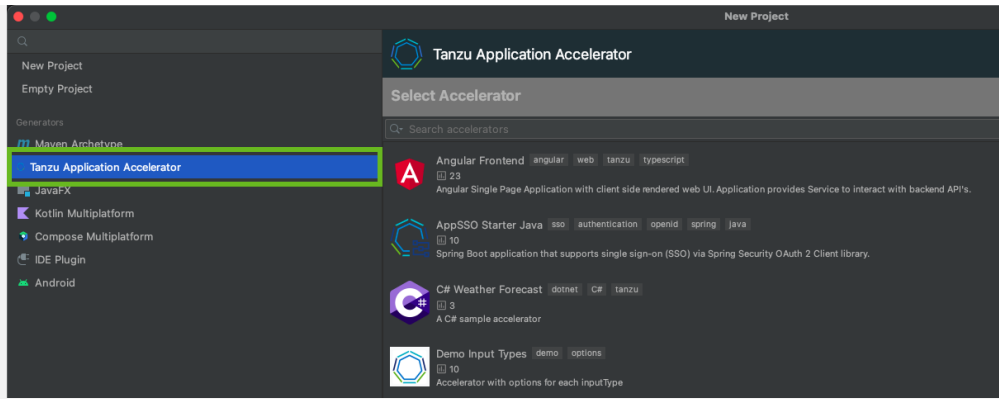 New Project
New Project
Empty Project
Generators
Maven Archetype
Tanzu Application Accelerator
JavaFX
Kotlin Multiplatform
Compose Multiplatform
IDE Plugin
Android
Tanzu Application Accelerator
Select Accelerator
Search accelerators
Angular Frontend angular web tanzu typescript
23
Angular Single Page Application with client side rendered web UI. Application provides Service to interact with backend API's.
AppSSO Starter Java sso authentication openid spring java
10
Spring Boot application that supports single sign-on (SSO) via Spring Security OAuth 2 Client library.
C# Weather Forecast dotnet C# tanzu
3
A C# sample accelerator
Demo Input Types demo options
10
Accelerator with options for each inputType